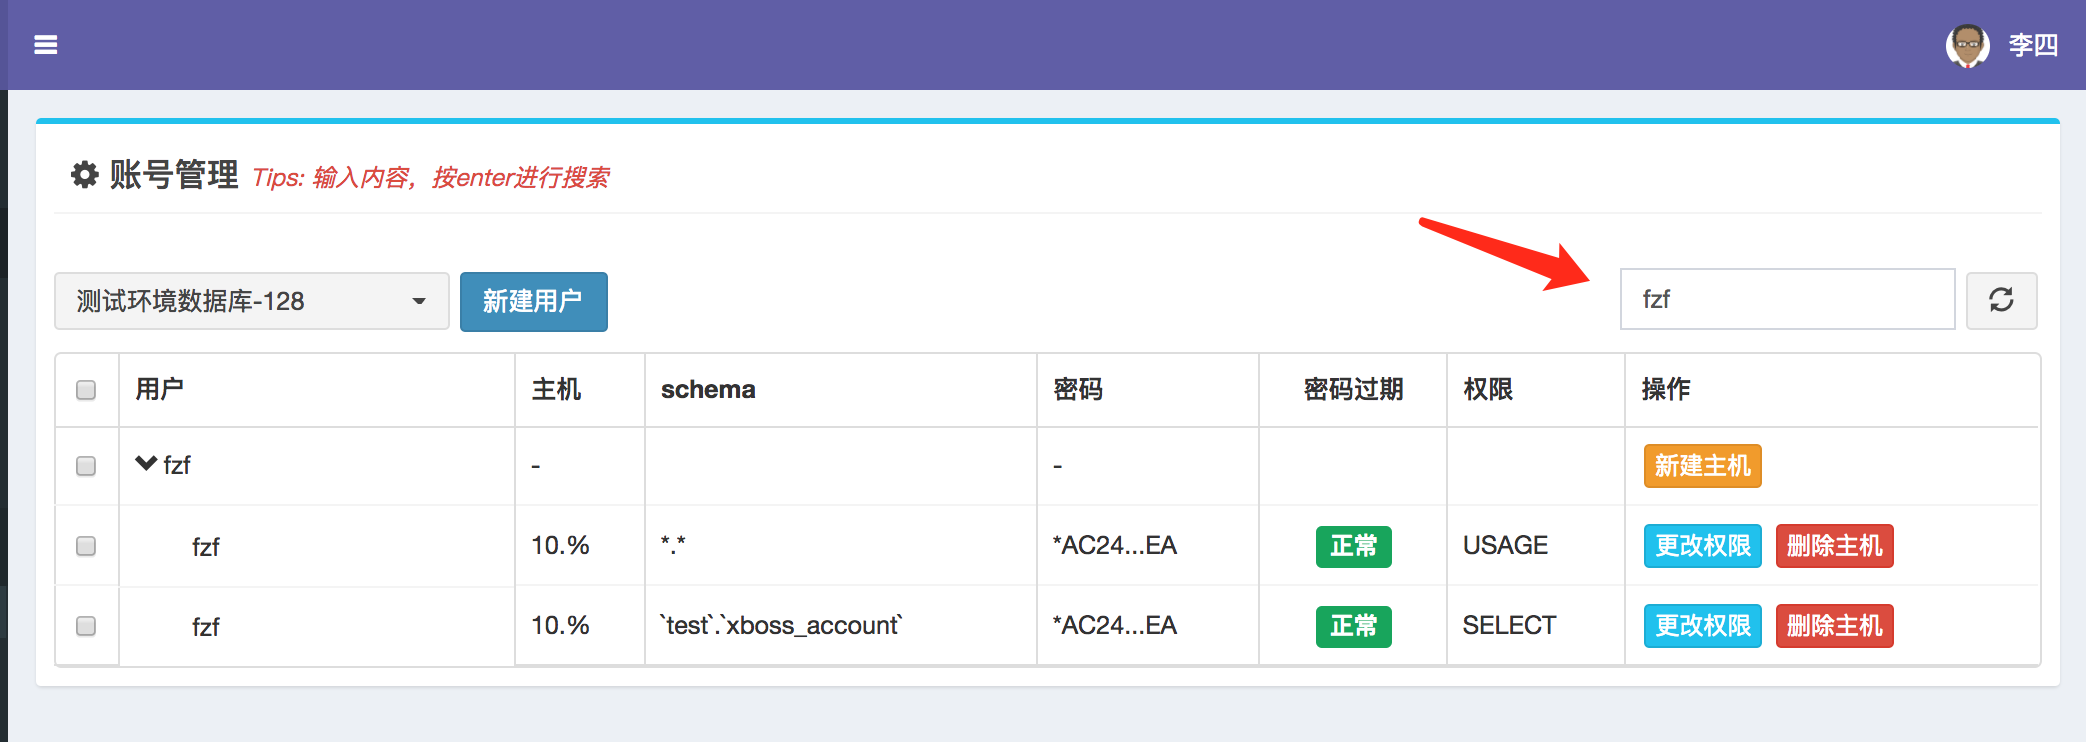 李四
账号管理 Tips: 输入内容，按enter进行搜索
测试环境数据库-128 新建用户 fzf
用户 主机 schema 密码 密码过期 权限 操作
fzf - - 新建主机
fzf 10.% *.* *AC24...EA 正常 USAGE 更改权限 删除主机
fzf 10.% `test`.`xboss_account` *AC24...EA 正常 SELECT 更改权限 删除主机